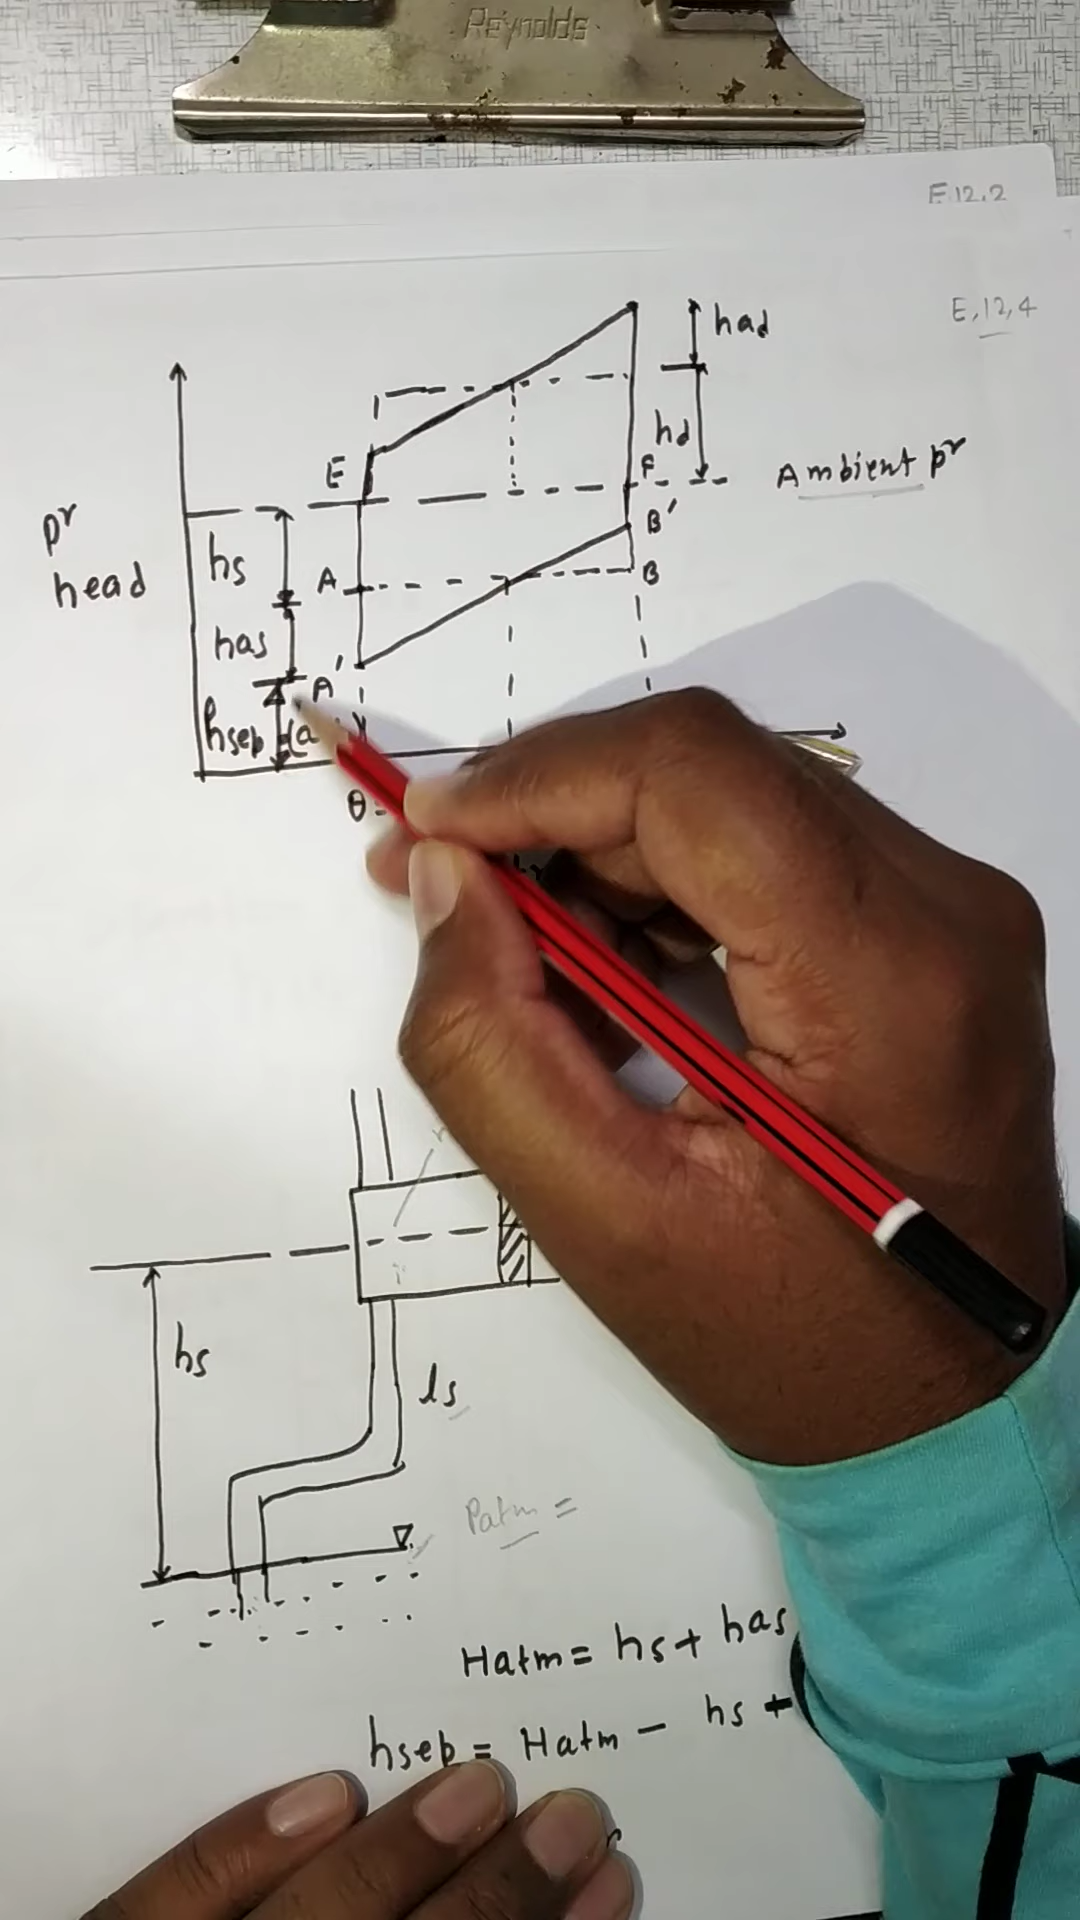 Reynolds
E.12.2
E,12,4
had
hd
E
F
Ambient pr
pr
head
hs
B'
A
B
has
A'
hsep (a
θ =
hs
ls
Patm =
Hatm = hs + has
hsep = Hatm - hs +